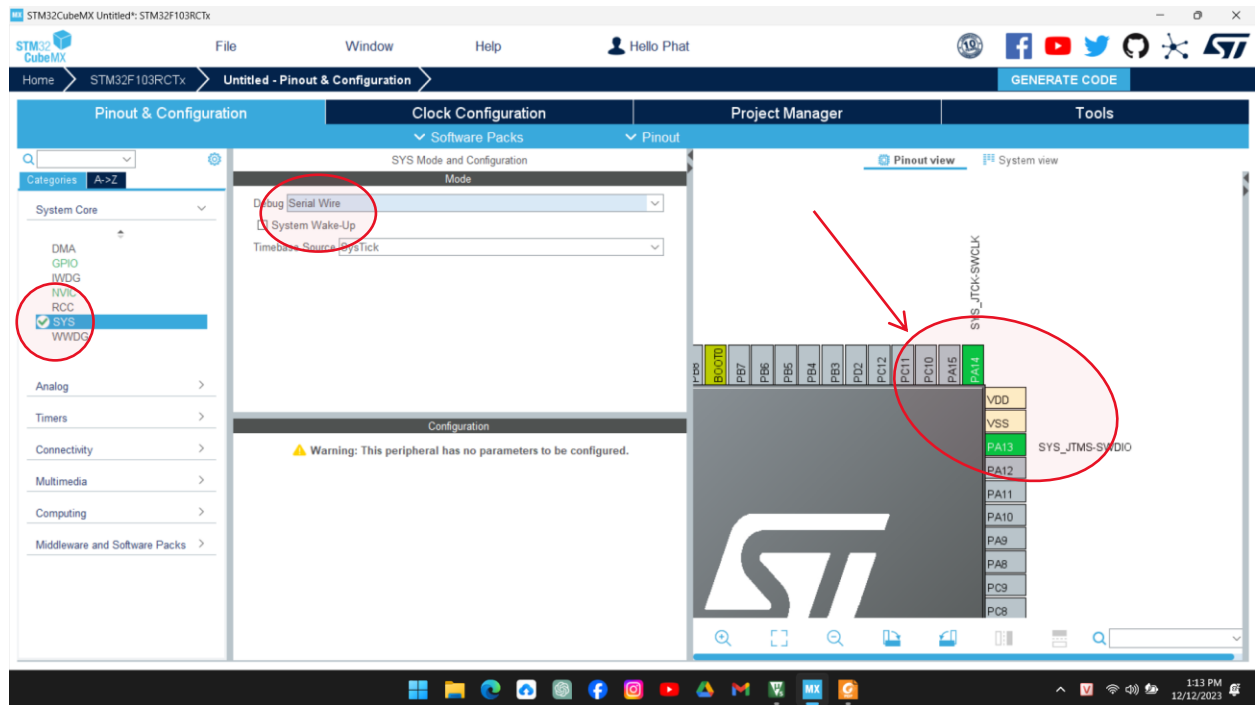 STM32CubeMX Untitled*: STM32F103RCTx
STM32 CubeMX
File Window Help Hello Phat
Home STM32F103RCTx Untitled - Pinout & Configuration GENERATE CODE
Pinout & Configuration Clock Configuration Project Manager Tools
Software Packs Pinout
SYS Mode and Configuration
Pinout view System view
Categories A->Z
Mode
System Core
Debug Serial Wire
System Wake-Up
Timebase Source SysTick
DMA
GPIO
IWDG
NVIC
RCC
SYS
WWDG
Analog
Timers
Connectivity
Multimedia
Computing
Middleware and Software Packs
Configuration
Warning: This peripheral has no parameters to be configured.
SYS_JTCK-SWCLK
PB8 BOOT0 PB7 PB6 PB5 PB4 PB3 PD2 PC12 PC11 PC10 PA15 PA14
VDD
VSS
PA13 SYS_JTMS-SWDIO
PA12
PA11
PA10
PA9
PA8
PC9
PC8
ST
1:13 PM
12/12/2023